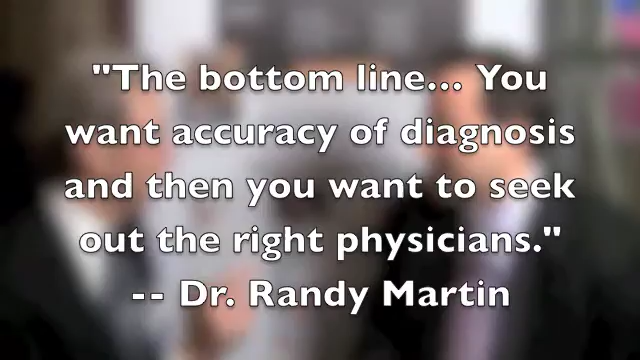 "The bottom line... You
want accuracy of diagnosis
and then you want to seek
out the right physicians."
-- Dr. Randy Martin